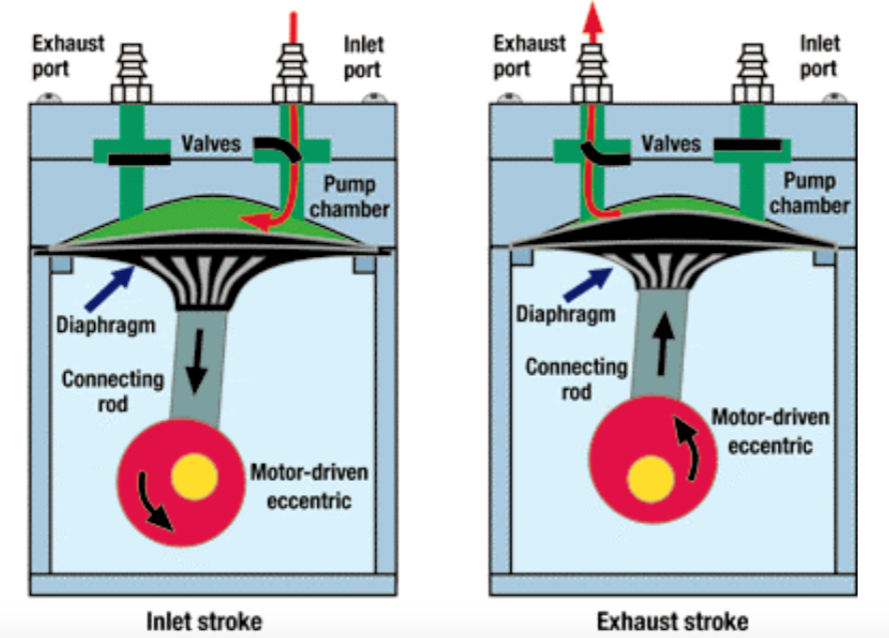 Exhaust
port
Inlet
port
Valves
Pump
chamber
Diaphragm
Connecting
rod
Motor-driven
eccentric
Inlet stroke
Exhaust
port
Inlet
port
Valves
Pump
chamber
Diaphragm
Connecting
rod
Motor-driven
eccentric
Exhaust stroke